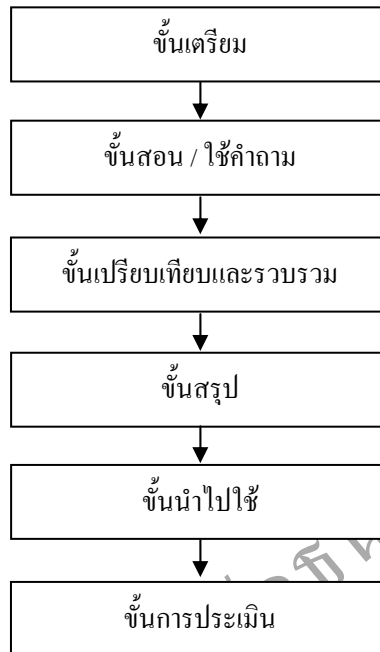 ขั้นเตรียม
ขั้นสอน / ใช้คำถาม
ขั้นเปรียบเทียบและรวบรวม
ขั้นสรุป
ขั้นนำไปใช้
ขั้นการประเมิน